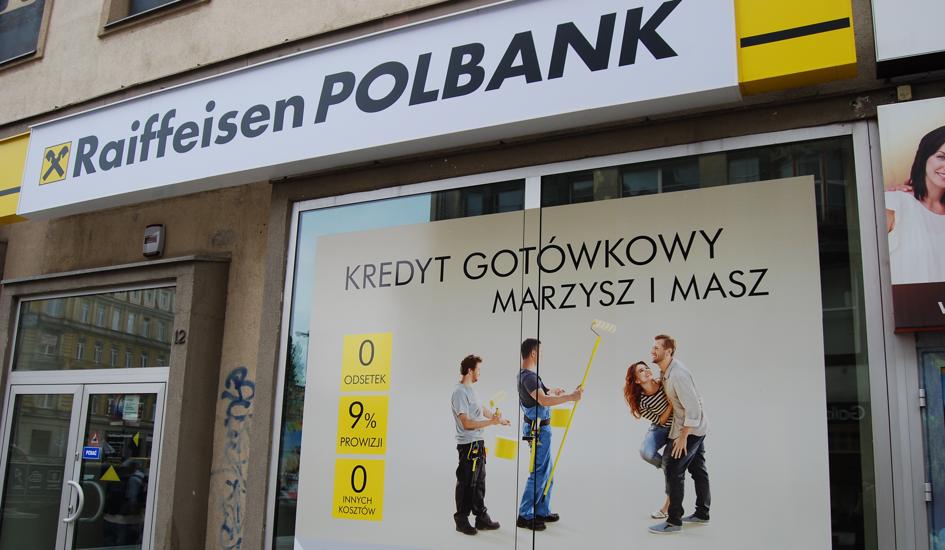 Raiffeisen POLBANK
KREDYT GOTÓWKOWY
MARZYSZ I MASZ
0
ODSETEK
9%
PROWIZJI
0
INNYCH
KOSZTÓW
12